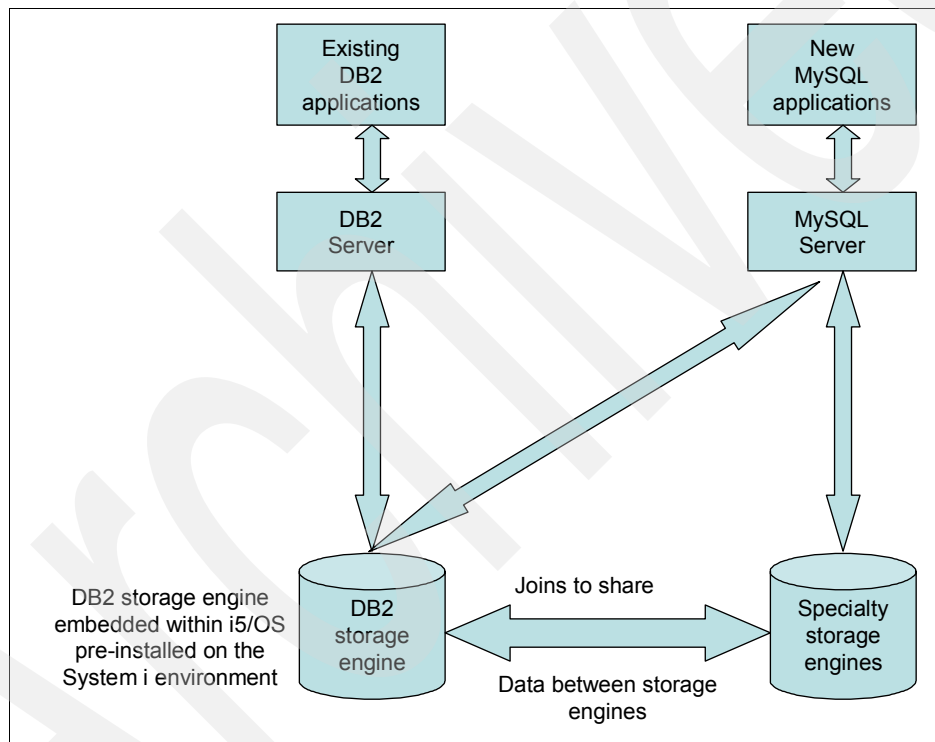 Existing
DB2
applications
New
MySQL
applications
DB2
Server
MySQL
Server
DB2 storage engine
embedded within i5/OS
pre-installed on the
System i environment
DB2
storage
engine
Joins to share
Data between storage
engines
Specialty
storage
engines